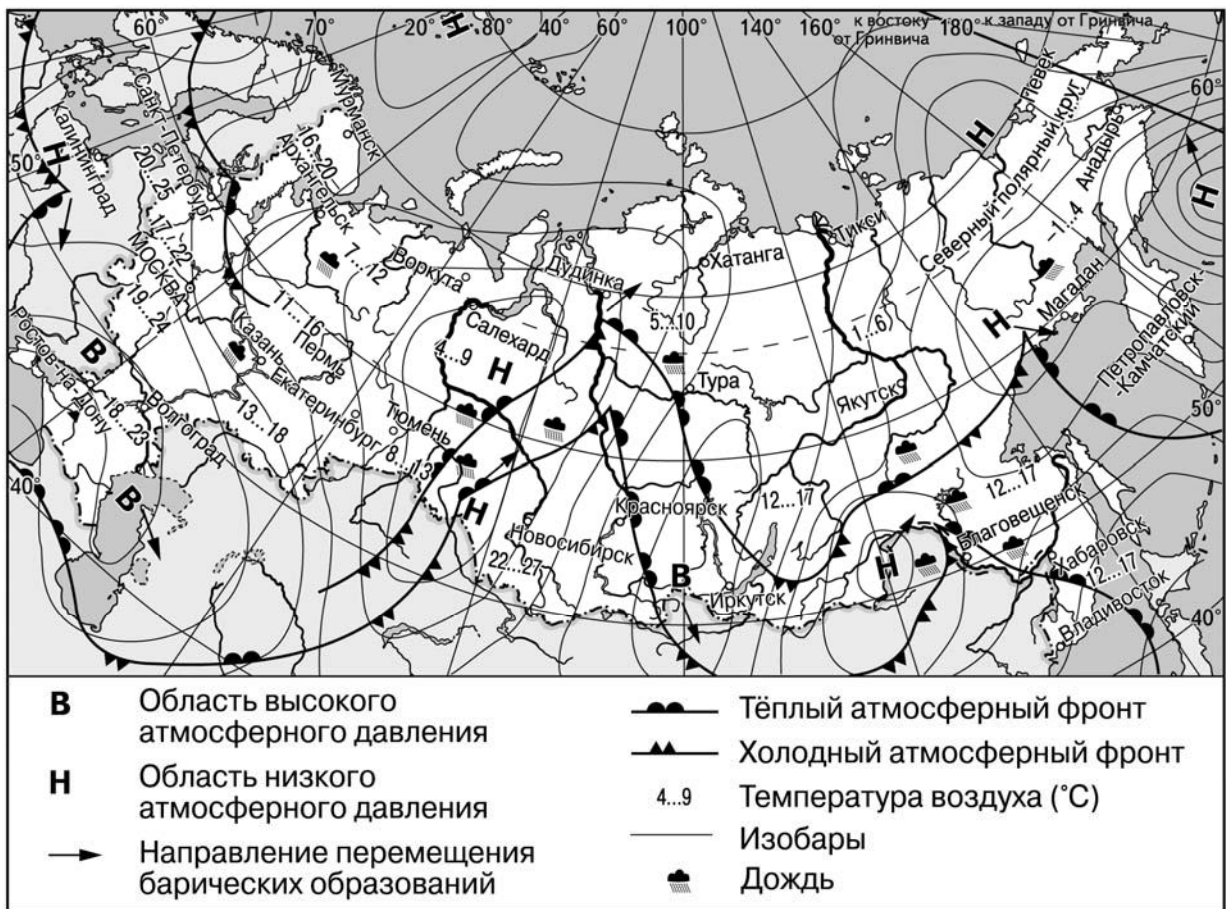 60°
70°
80°
20
40
60
100°
140
160
180°
к востоку
от Гринвича
к западу от Гринвича
60°
50°
40°
50°
40°
60°
70°
80°
Н
Н
Н
Н
Н
Н
Н
Н
В
В
В
Калининград
Санкт-Петербург
20...25
Мурманск
16...20
Архангельск
17...22
МОСКВА
19...24
7...12
Воркута
11...16
Пермь
Казань
Екатеринбург
8...13
Тюмень
Салехард
4...9
Дудинка
Хатанга
5...10
Тура
Тикси
1...6
Якутск
Северный полярный круг
Певек
Анадырь
-1...4
Магадан
Петропавловск-
-Камчатский
Ростов-на-Дону
18...23
Волгоград
13...18
Новосибирск
22...27
Красноярск
Иркутск
12...17
Благовещенск
12...17
Хабаровск
12...17
Владивосток
В Область высокого
атмосферного давления
Н Область низкого
атмосферного давления
Направление перемещения
барических образований
Тёплый атмосферный фронт
Холодный атмосферный фронт
4...9 Температура воздуха (°С)
Изобары
Дождь